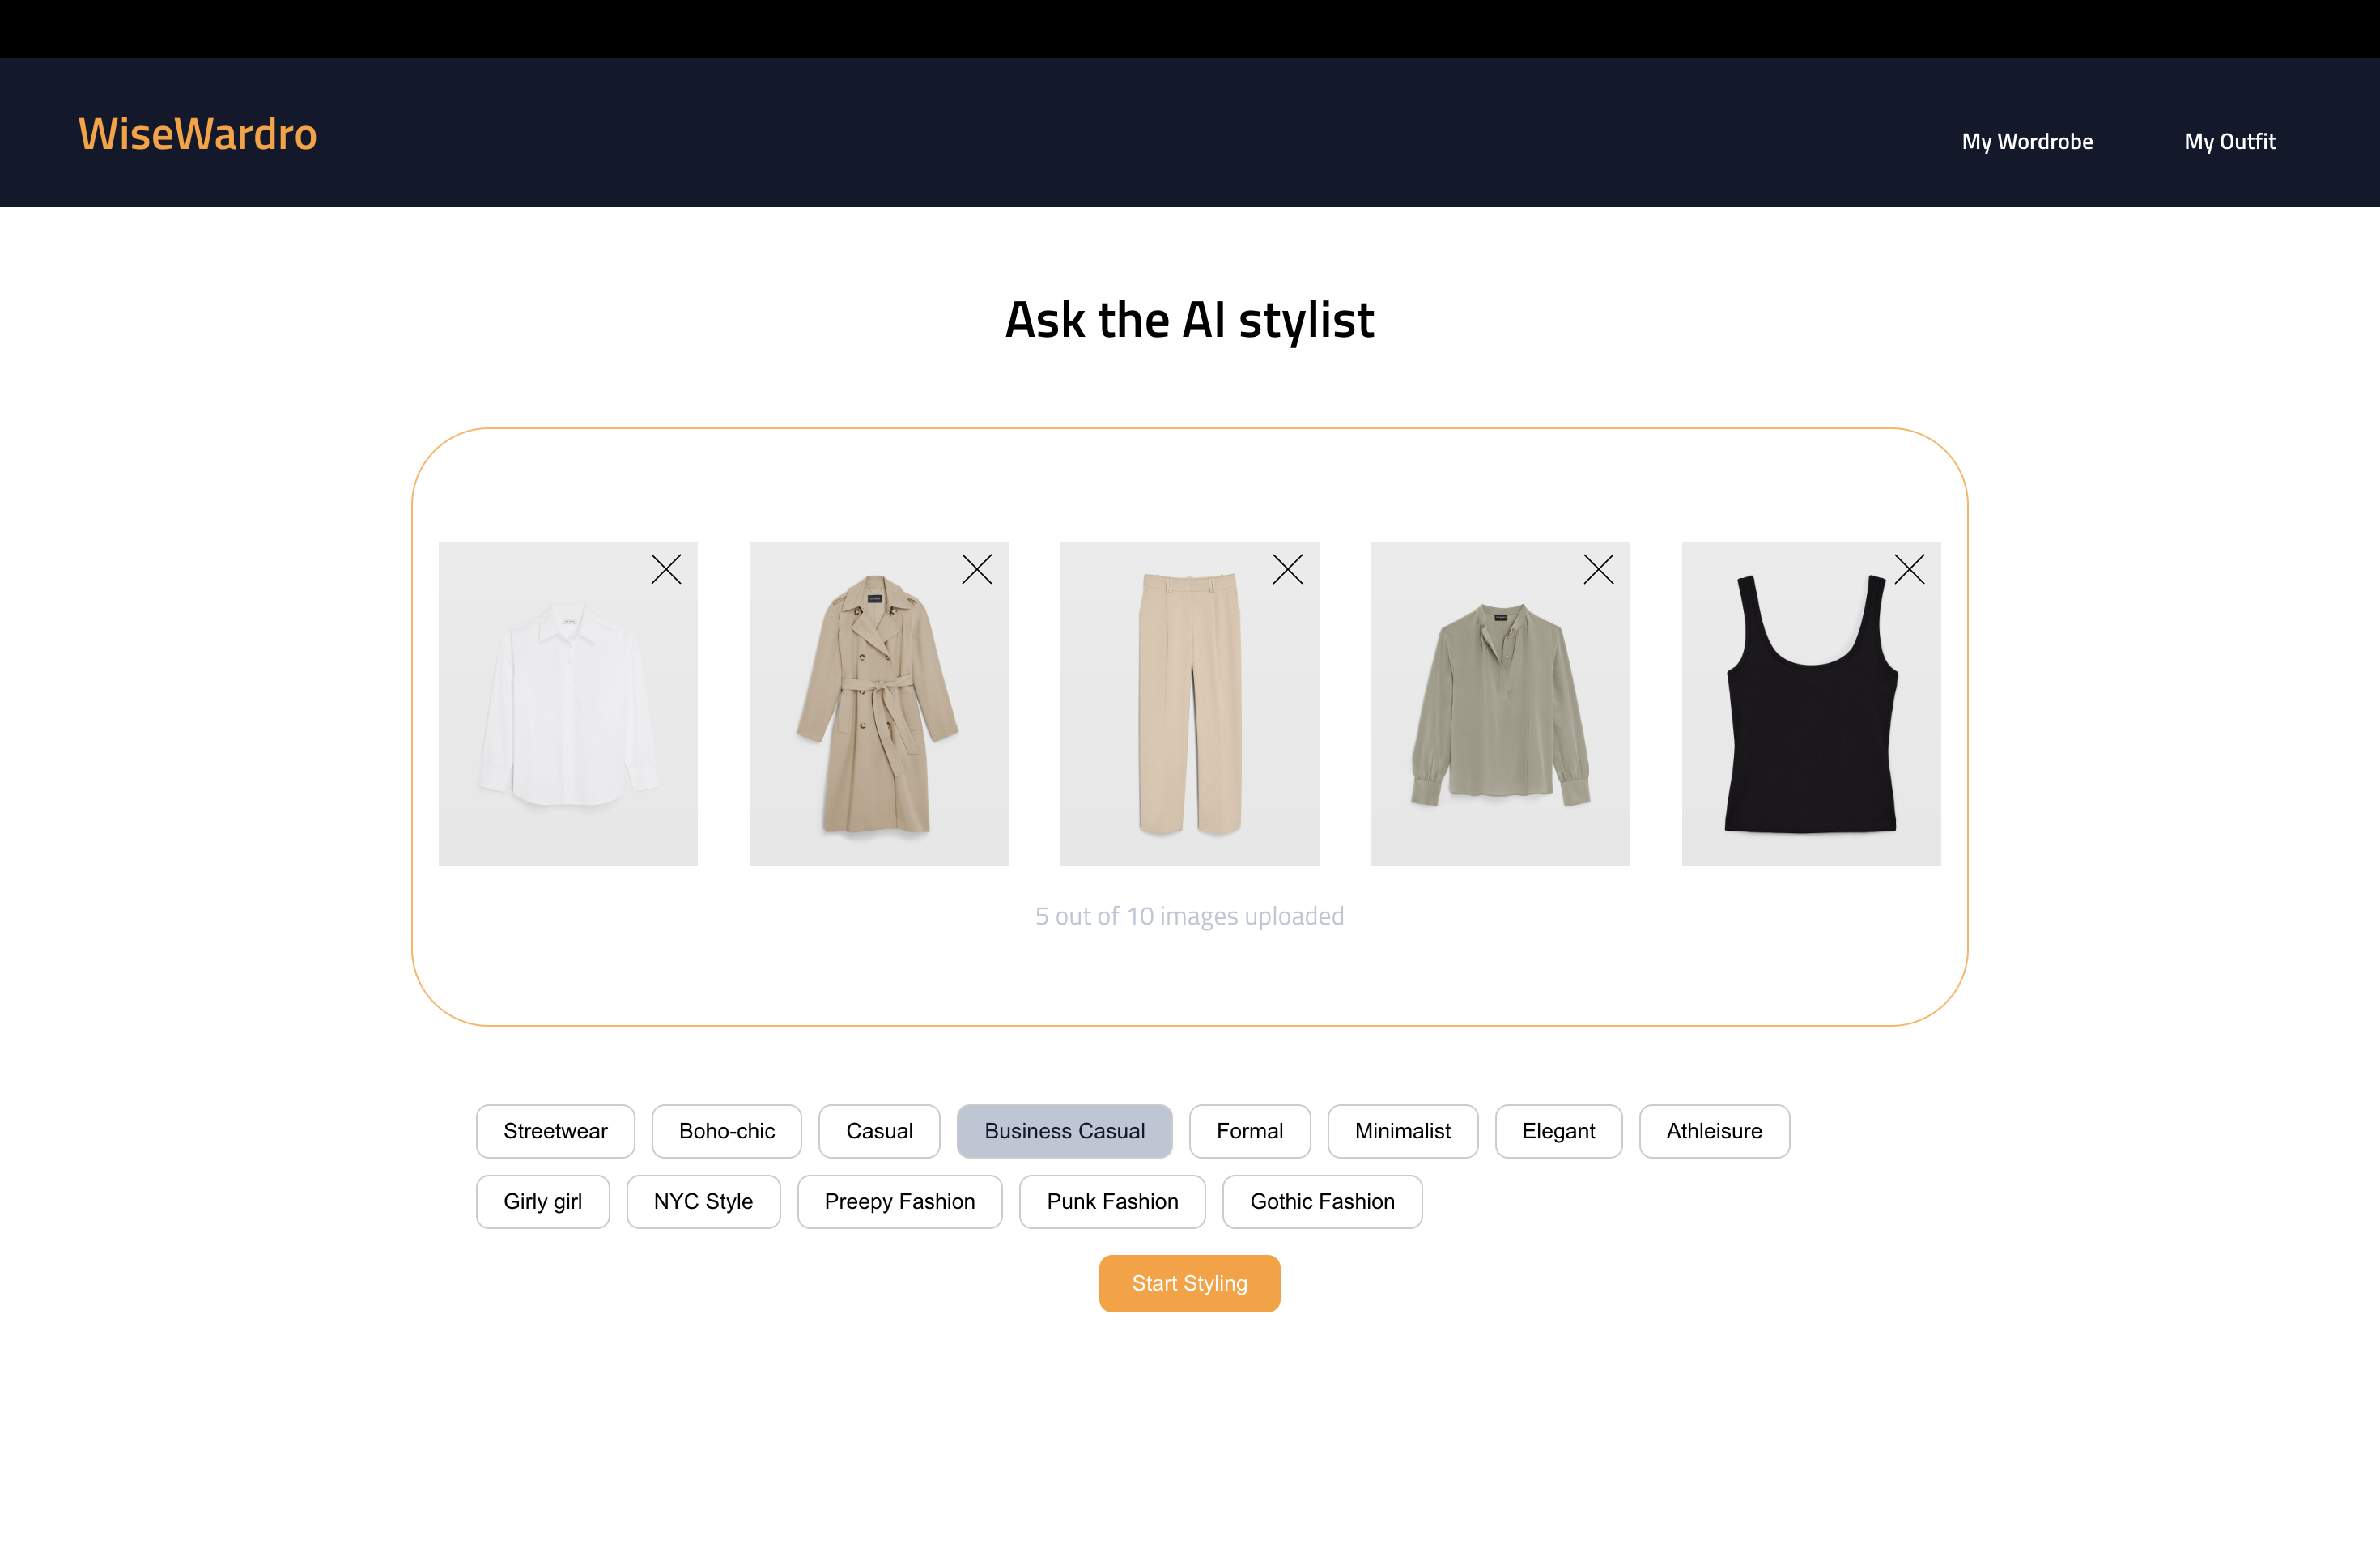 WiseWardro
My Wordrobe
My Outfit
Ask the AI stylist
5 out of 10 images uploaded
Streetwear
Boho-chic
Casual
Business Casual
Formal
Minimalist
Elegant
Athleisure
Girly girl
NYC Style
Preepy Fashion
Punk Fashion
Gothic Fashion
Start Styling